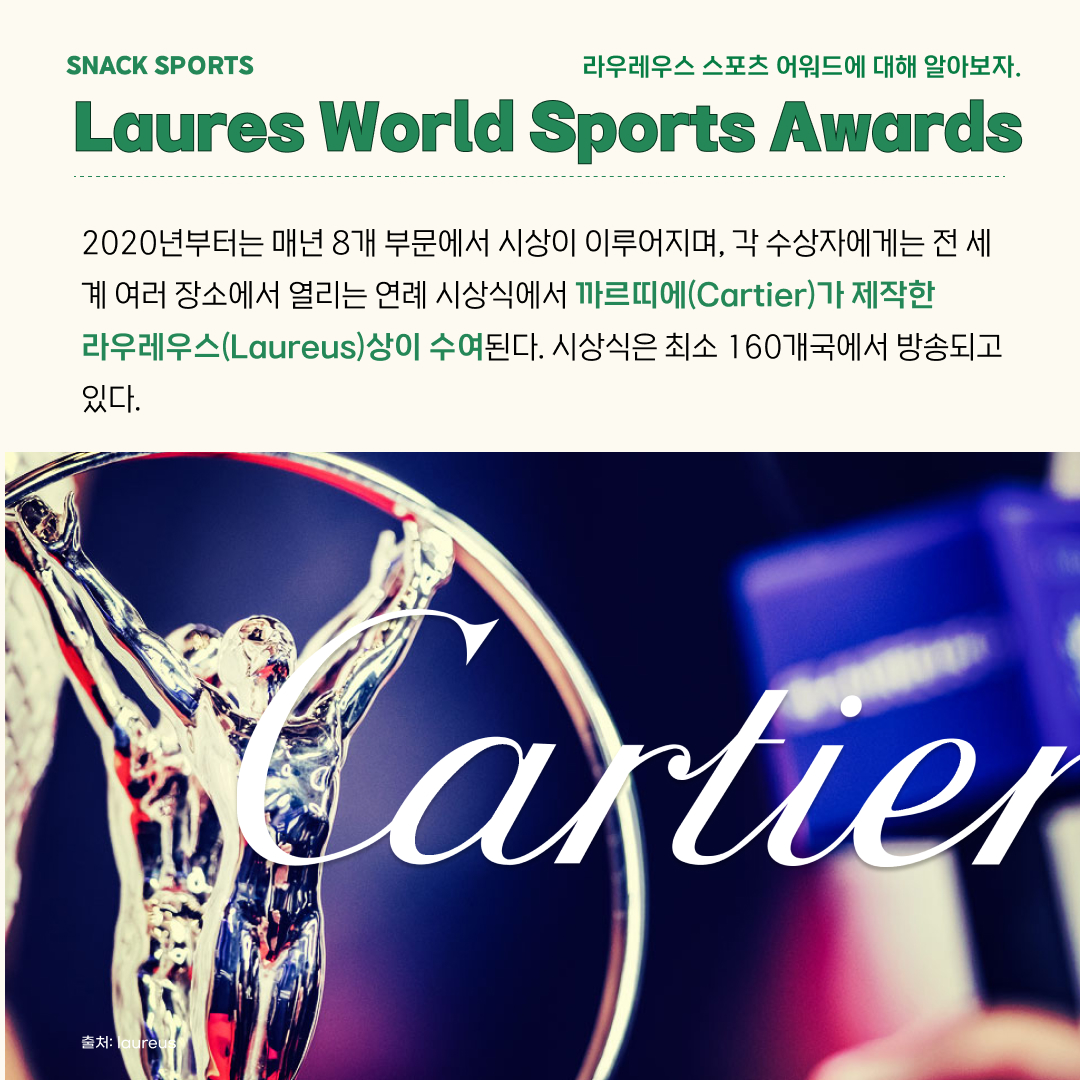 SNACK SPORTS
라우레우스 스포츠 어워드에 대해 알아보자.
Laures World Sports Awards
2020년부터는 매년 8개 부문에서 시상이 이루어지며, 각 수상자에게는 전 세
계 여러 장소에서 열리는 연례 시상식에서 까르띠에(Cartier)가 제작한
라우레우스(Laureus)상이 수여된다. 시상식은 최소 160개국에서 방송되고
있다.
Cartier
출처: laureus